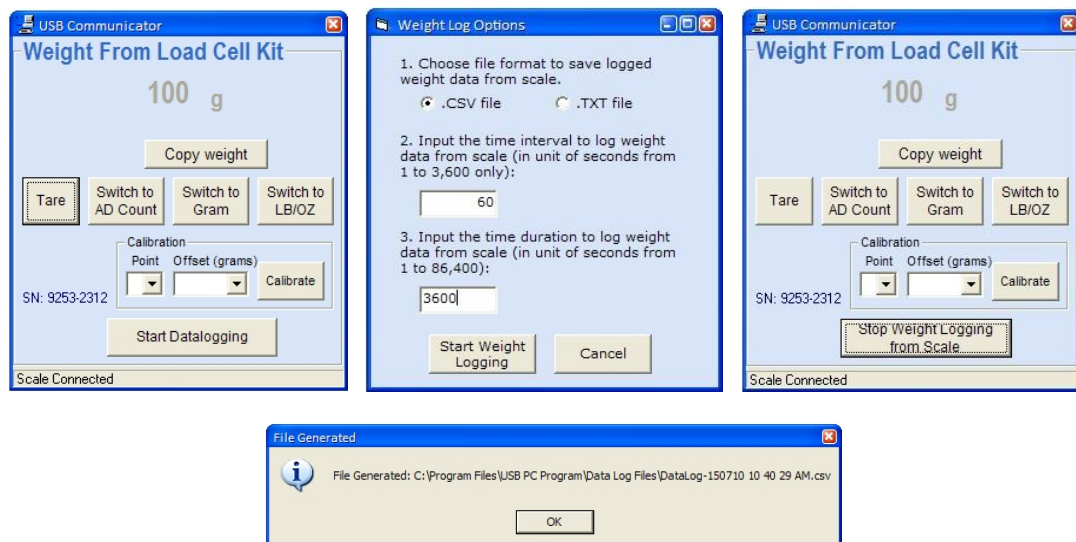 USB Communicator
Weight From Load Cell Kit
100 g
Copy weight
Tare
Switch to
AD Count
Switch to
Gram
Switch to
LB/OZ
Calibration
Point Offset (grams)
Calibrate
SN: 9253-2312
Start Datalogging
Scale Connected
Weight Log Options
1. Choose file format to save logged
weight data from scale.
.CSV file .TXT file
2. Input the time interval to log weight
data from scale (in unit of seconds from
1 to 3,600 only):
60
3. Input the time duration to log weight
data from scale (in unit of seconds from
1 to 86,400):
3600
Start Weight
Logging
Cancel
USB Communicator
Weight From Load Cell Kit
100 g
Copy weight
Tare
Switch to
AD Count
Switch to
Gram
Switch to
LB/OZ
Calibration
Point Offset (grams)
Calibrate
SN: 9253-2312
Stop Weight Logging
from Scale
Scale Connected
File Generated
File Generated: C:\Program Files\USB PC Program\Data Log Files\DataLog-150710 10 40 29 AM.csv
OK